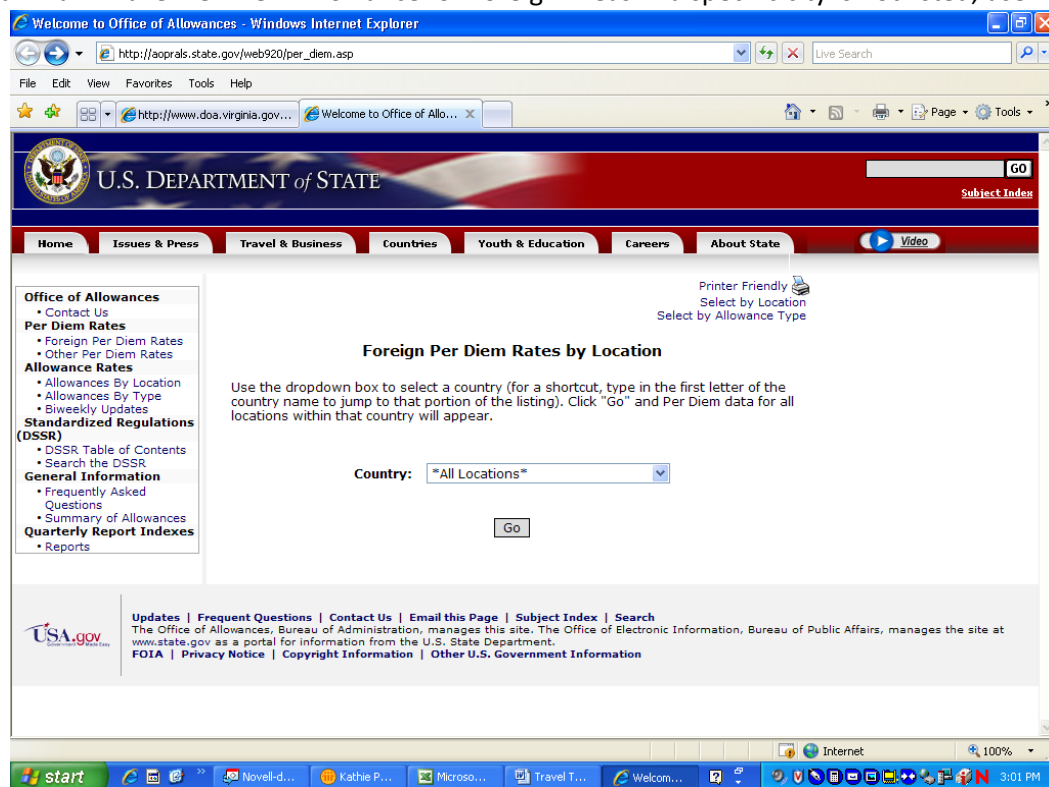 Welcome to Office of Allowances - Windows Internet Explorer
http://aoprals.state.gov/web920/per_diem.asp
Live Search
File Edit View Favorites Tools Help
http://www.doa.virginia.gov... Welcome to Office of Allo... X
Page Tools
U.S. DEPARTMENT of STATE
GO
Subject Index
Home Issues & Press Travel & Business Countries Youth & Education Careers About State Video
Printer Friendly
Select by Location
Select by Allowance Type
Office of Allowances
• Contact Us
Per Diem Rates
• Foreign Per Diem Rates
• Other Per Diem Rates
Allowance Rates
• Allowances By Location
• Allowances By Type
• Biweekly Updates
Standardized Regulations
(DSSR)
• DSSR Table of Contents
• Search the DSSR
General Information
• Frequently Asked
Questions
• Summary of Allowances
Quarterly Report Indexes
• Reports
Foreign Per Diem Rates by Location
Use the dropdown box to select a country (for a shortcut, type in the first letter of the
country name to jump to that portion of the listing). Click "Go" and Per Diem data for all
locations within that country will appear.
Country: *All Locations*
Go
USA.gov
Government Made Easy
Updates | Frequent Questions | Contact Us | Email this Page | Subject Index | Search
The Office of Allowances, Bureau of Administration, manages this site. The Office of Electronic Information, Bureau of Public Affairs, manages the site at
www.state.gov as a portal for information from the U.S. State Department.
FOIA | Privacy Notice | Copyright Information | Other U.S. Government Information
Internet 100%
start Novell-d... Kathie P... Microso... Travel T... Welcom... 3:01 PM